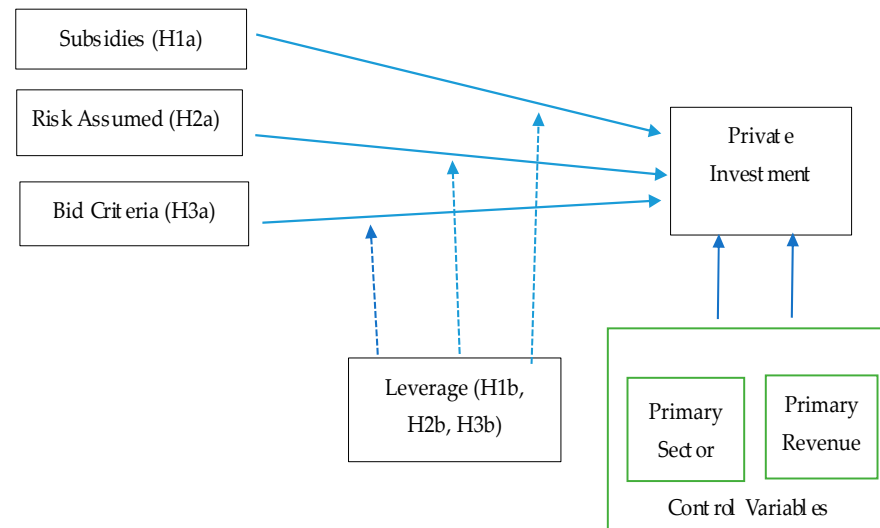 Subsidies (H1a)
Risk Assumed (H2a)
Bid Criteria (H3a)
Private
Investment
Leverage (H1b,
H2b, H3b)
Primary
Sector
Primary
Revenue
Control Variables